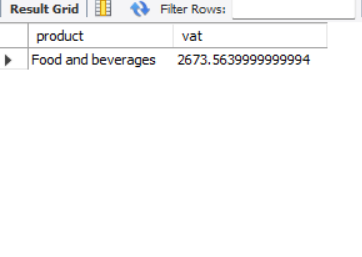 Result Grid Filter Rows:
product vat
Food and beverages 2673.5639999999994